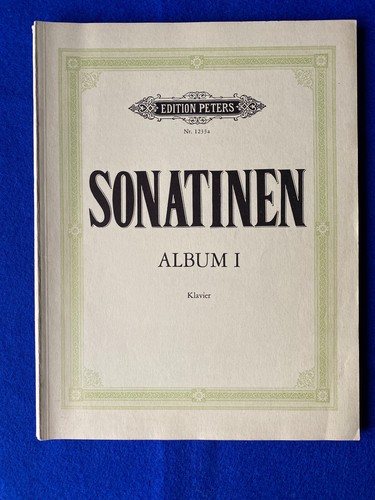 EDITION PETERS
Nr. 1233a
SONATINEN
ALBUM I
Klavier